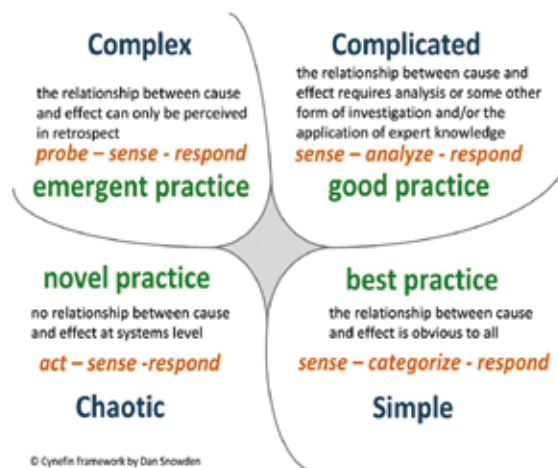 Complex
the relationship between cause
and effect can only be perceived
in retrospect
probe – sense - respond
emergent practice
Complicated
the relationship between cause and
effect requires analysis or some other
form of investigation and/or the
application of expert knowledge
sense – analyze - respond
good practice
novel practice
no relationship between cause
and effect at systems level
act – sense -respond
Chaotic
best practice
the relationship between cause
and effect is obvious to all
sense – categorize - respond
Simple
© Cynefin framework by Dan Snowden